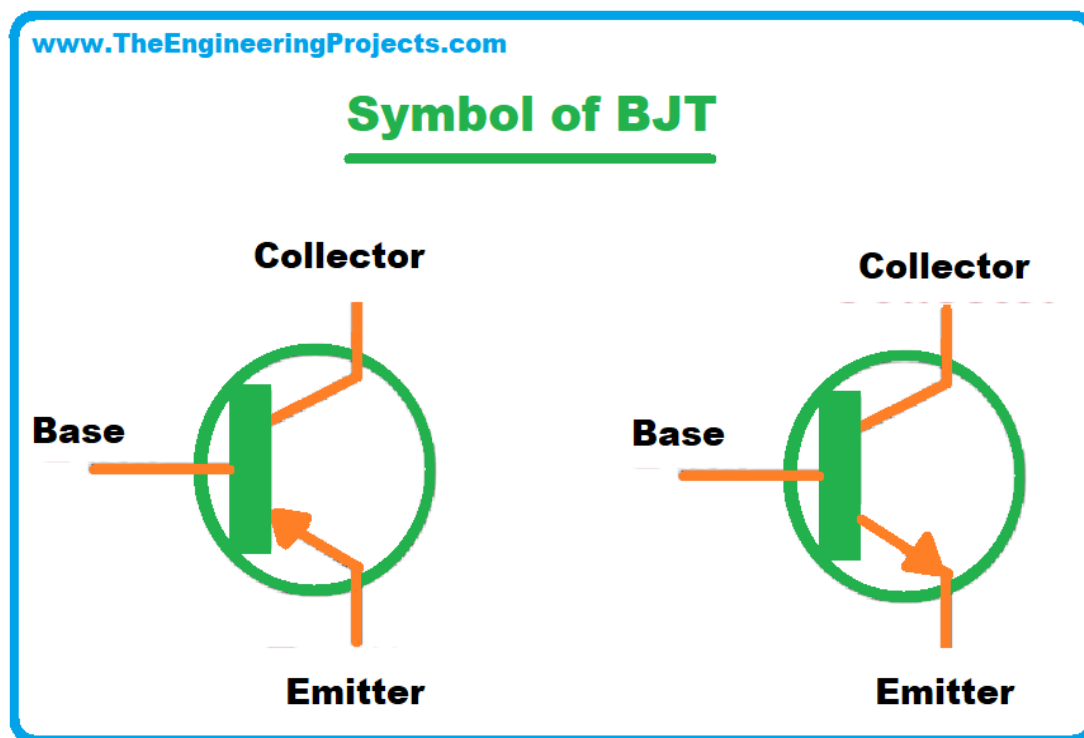 www.TheEngineeringProjects.com
Symbol of BJT
Collector
Collector
Base
Base
Emitter
Emitter